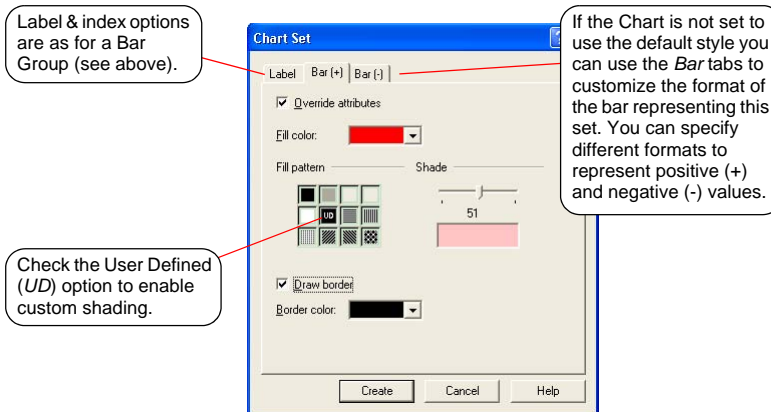 Label & index options
are as for a Bar
Group (see above).
Chart Set
Label
Bar (+)
Bar (-)
Override attributes
Fill color:
Fill pattern
Shade
UD
51
Draw border
Border color:
Create
Cancel
Help
If the Chart is not set to
use the default style you
can use the Bar tabs to
customize the format of
the bar representing this
set. You can specify
different formats to
represent positive (+)
and negative (-) values.
Check the User Defined
(UD) option to enable
custom shading.